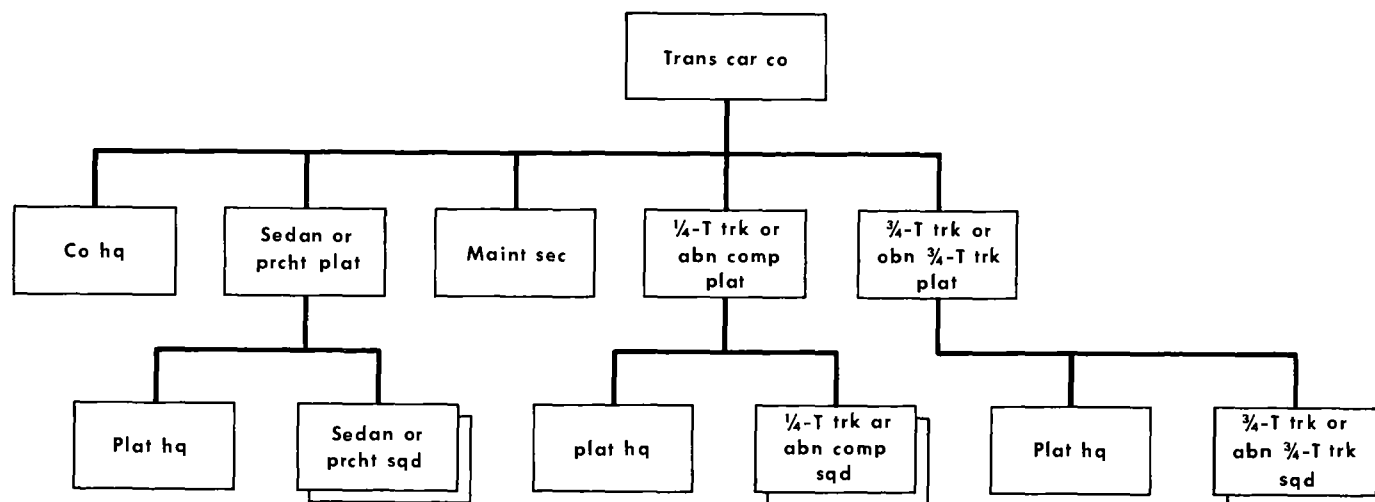 Trans car co
Co hq
Sedan or
prcht plat
Maint sec
¼-T trk or
abn comp
plat
¾-T trk or
obn ¾-T trk
plat
Plat hq
Sedan or
prcht sqd
plat hq
¼-T trk ar
abn comp
sqd
Plat hq
¾-T trk or
abn ¾-T trk
sqd